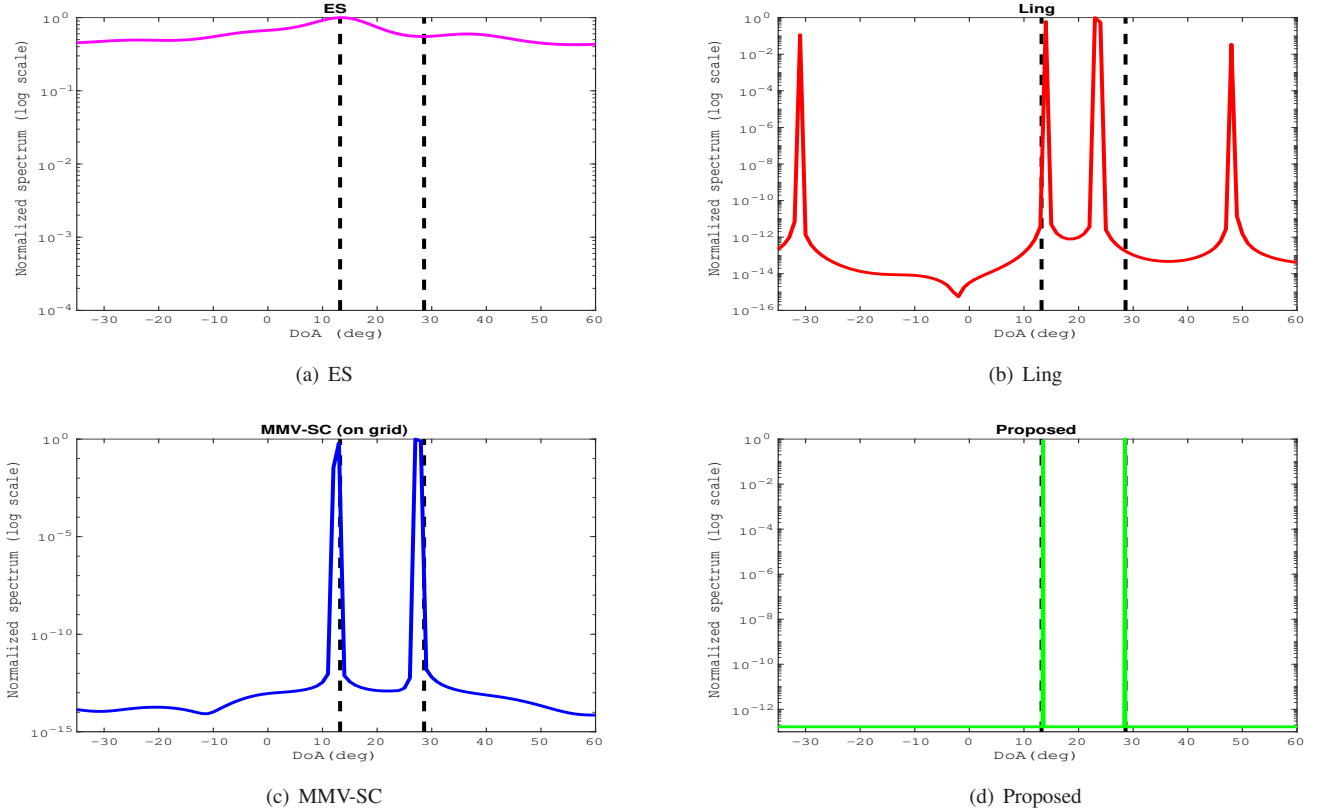 ES
Normalized spectrum (log scale)
10^0
10^-1
10^-2
10^-3
10^-4
-30 -20 -10 0 10 20 30 40 50 60
DoA (deg)
(a) ES
Ling
Normalized spectrum (log scale)
10^0
10^-2
10^-4
10^-6
10^-8
10^-10
10^-12
10^-14
10^-16
-30 -20 -10 0 10 20 30 40 50 60
DoA(deg)
(b) Ling
MMV-SC (on grid)
Normalized spectrum (log scale)
10^0
10^-5
10^-10
10^-15
-30 -20 -10 0 10 20 30 40 50 60
DoA(deg)
(c) MMV-SC
Proposed
Normalized spectrum (log scale)
10^0
10^-2
10^-4
10^-6
10^-8
10^-10
10^-12
-30 -20 -10 0 10 20 30 40 50 60
DoA(deg)
(d) Proposed